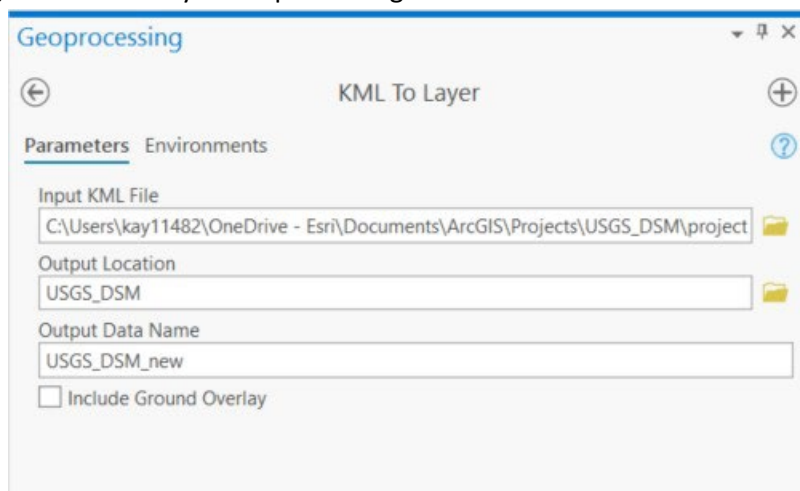 Geoprocessing
KML To Layer
Parameters Environments
Input KML File
C:\Users\kay11482\OneDrive - Esri\Documents\ArcGIS\Projects\USGS_DSM\project
Output Location
USGS_DSM
Output Data Name
USGS_DSM_new
Include Ground Overlay